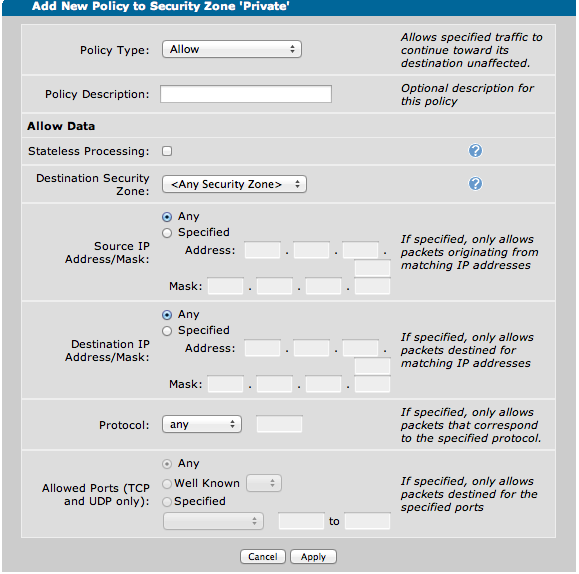 Add New Policy to Security Zone 'Private'
Policy Type:
Allow
Allows specified traffic to
continue toward its
destination unaffected.
Policy Description:
Optional description for
this policy
Allow Data
Stateless Processing:
?
Destination Security
Zone:
<Any Security Zone>
?
Source IP
Address/Mask:
Any
Specified
Address: . . .
Mask: . . .
If specified, only allows
packets originating from
matching IP addresses
Destination IP
Address/Mask:
Any
Specified
Address: . . .
Mask: . . .
If specified, only allows
packets destined for
matching IP addresses
Protocol:
any
If specified, only allows
packets that correspond
to the specified protocol.
Allowed Ports (TCP
and UDP only):
Any
Well Known
Specified
to
If specified, only allows
packets destined for the
specified ports
Cancel
Apply